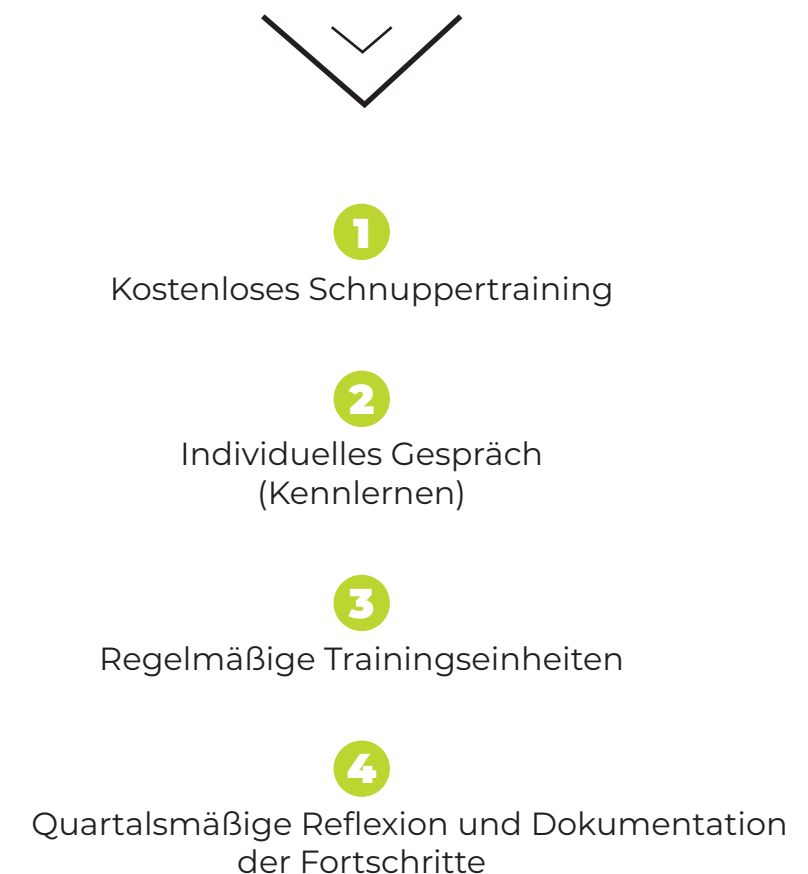 1
Kostenloses Schnuppertraining
2
Individuelles Gespräch
(Kennlernen)
3
Regelmäßige Trainingseinheiten
4
Quartalsmäßige Reflexion und Dokumentation
der Fortschritte